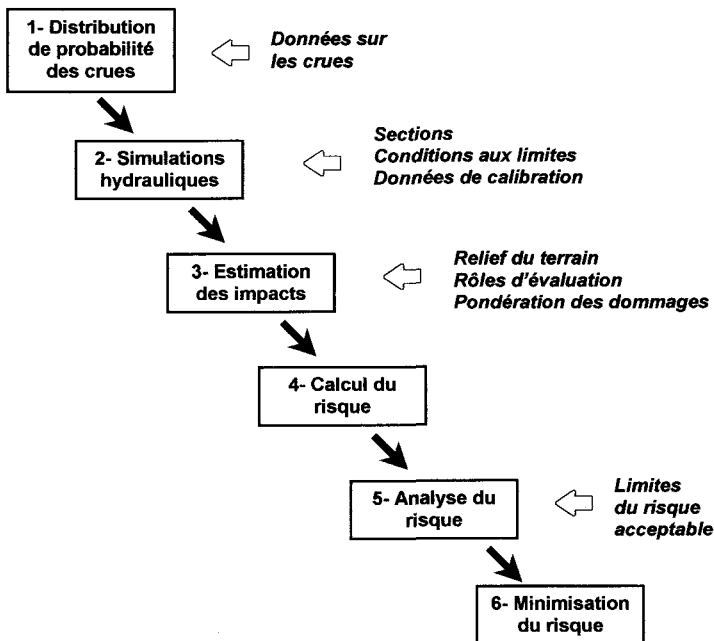 1- Distribution
de probabilité
des crues
Données sur
les crues
2- Simulations
hydrauliques
Sections
Conditions aux limites
Données de calibration
3- Estimation
des impacts
Relief du terrain
Rôles d'évaluation
Pondération des dommages
4- Calcul du
risque
5- Analyse du
risque
Limites
du risque
acceptable
6- Minimisation
du risque